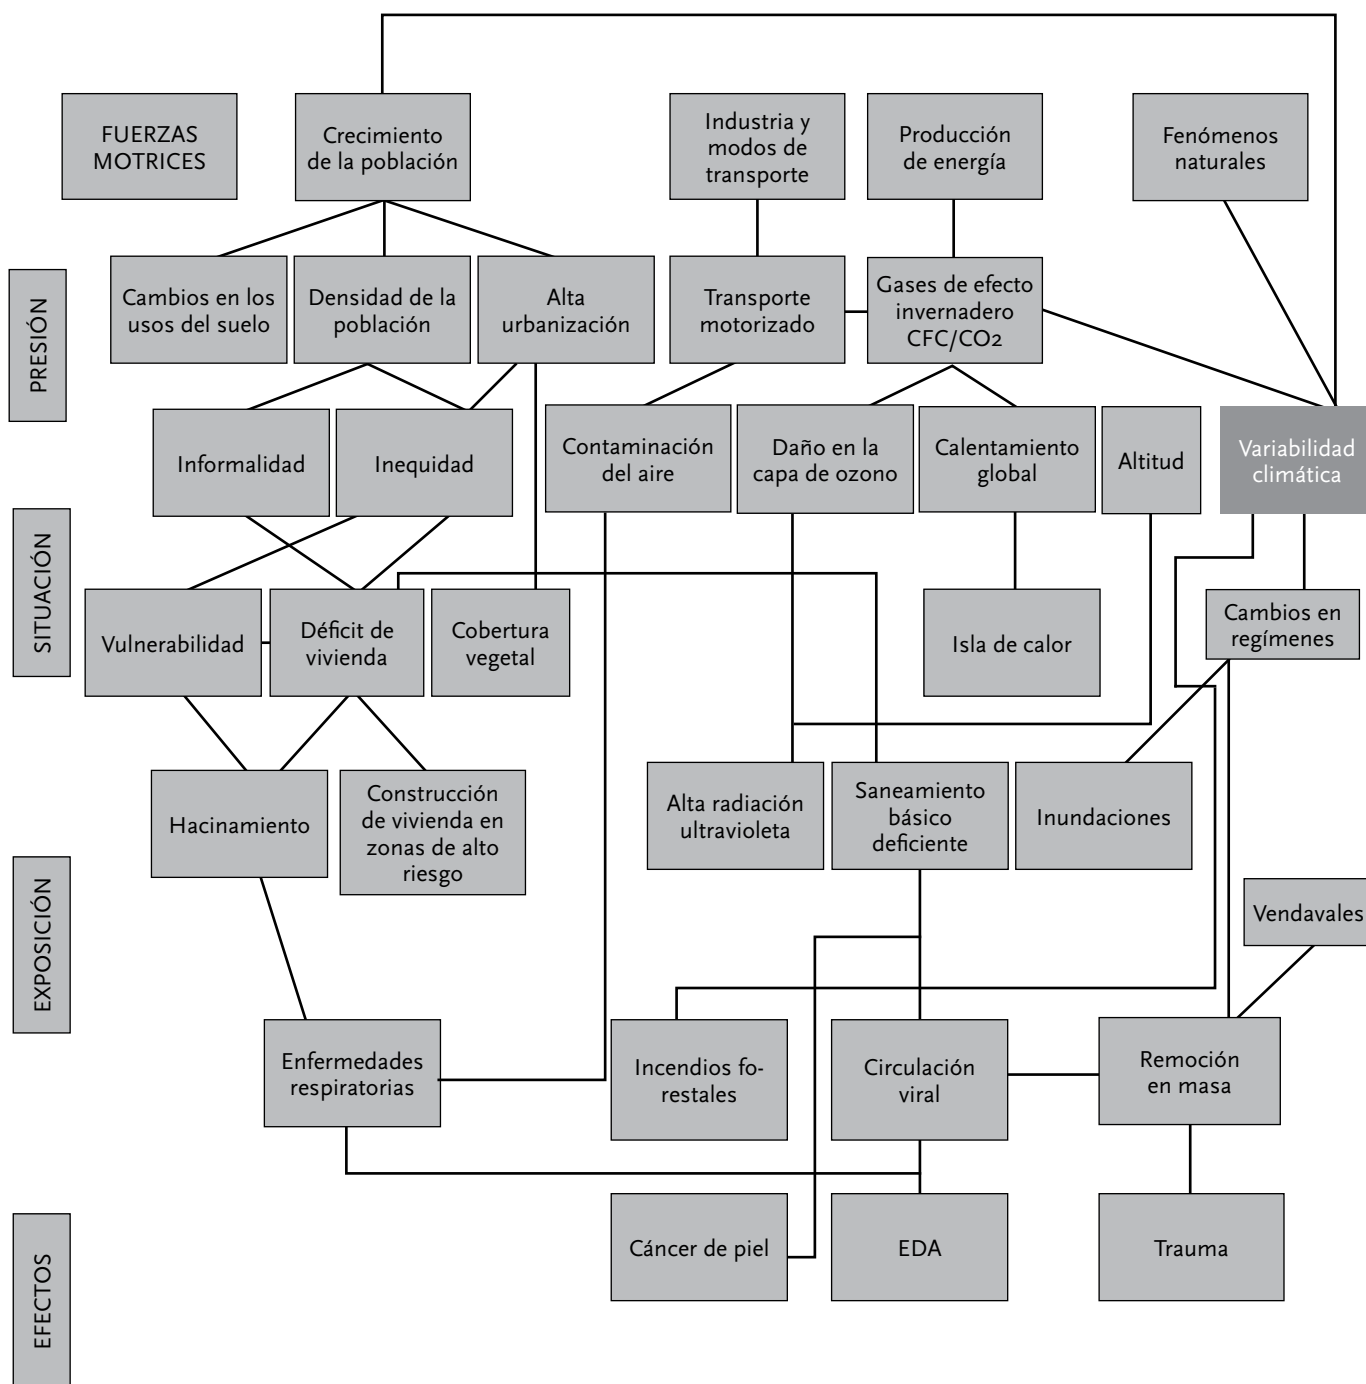 FUERZAS
MOTRICES
Crecimiento
de la población
Industria y
modos de
transporte
Producción
de energía
Fenómenos
naturales
PRESIÓN
Cambios en los
usos del suelo
Densidad de la
población
Alta
urbanización
Transporte
motorizado
Gases de efecto
invernadero
CFC/CO2
Informalidad
Inequidad
Contaminación
del aire
Daño en la
capa de ozono
Calentamiento
global
Altitud
Variabilidad
climática
SITUACIÓN
Vulnerabilidad
Déficit de
vivienda
Cobertura
vegetal
Isla de calor
Cambios en
regímenes
Hacinamiento
Construcción
de vivienda en
zonas de alto
riesgo
Alta radiación
ultravioleta
Saneamiento
básico
deficiente
Inundaciones
EXPOSICIÓN
Vendavales
Enfermedades
respiratorias
Incendios fo-
restales
Circulación
viral
Remoción
en masa
EFECTOS
Cáncer de piel
EDA
Trauma